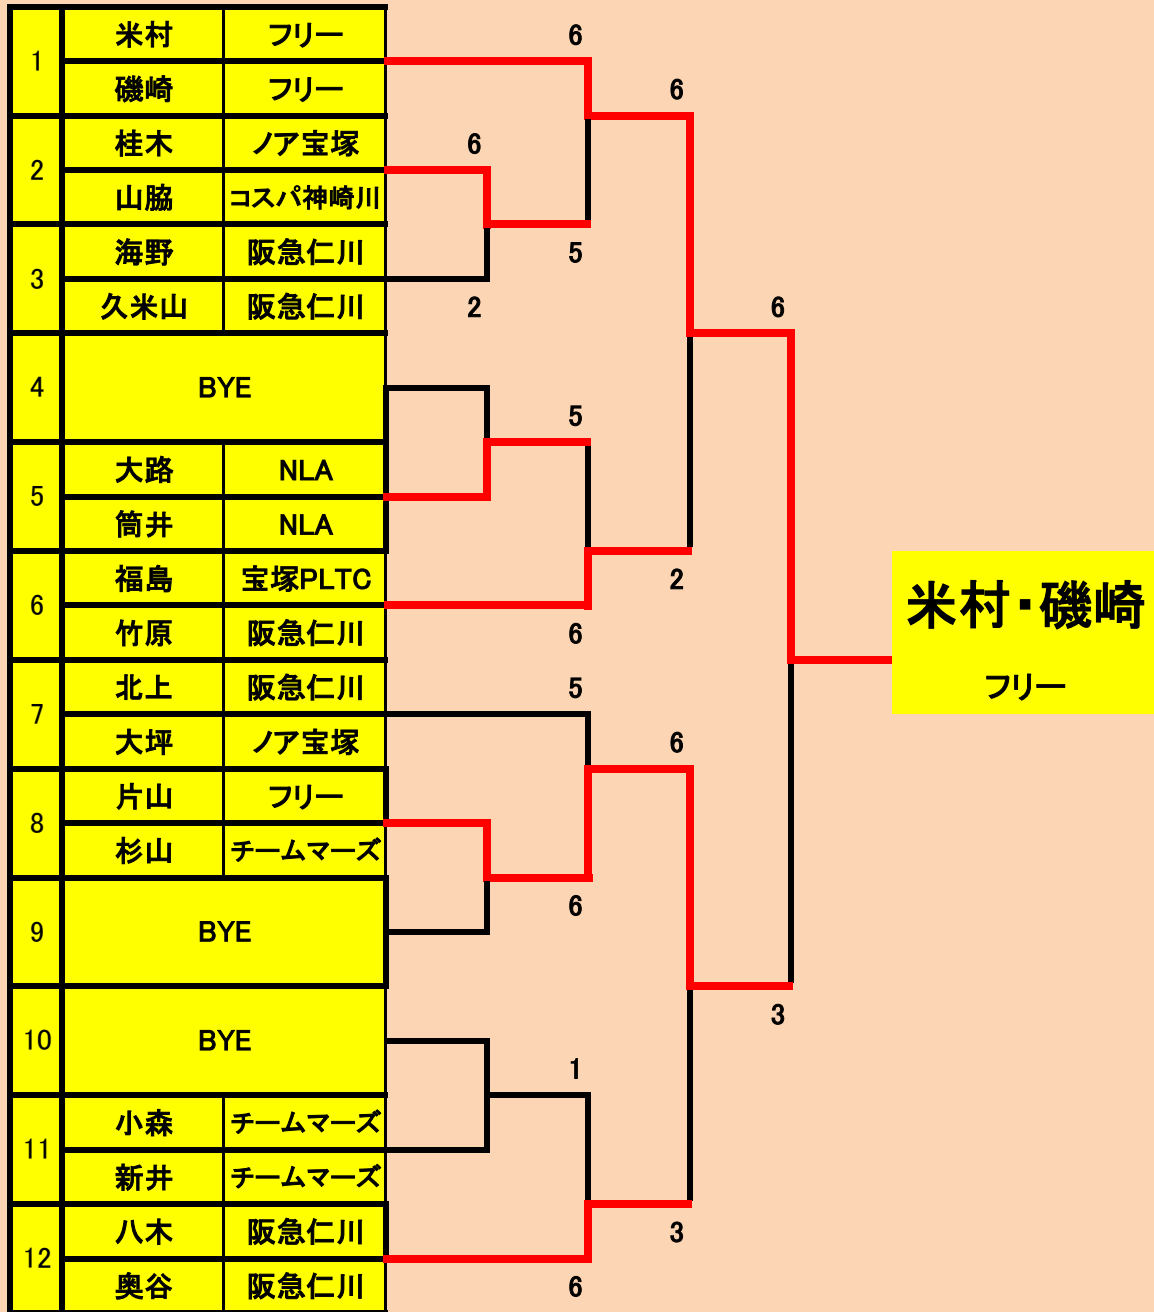 1 米村 フリー
磯崎 フリー
2 桂木 ノア宝塚
山脇 コスパ神崎川
3 海野 阪急仁川
久米山 阪急仁川
4 BYE
5 大路 NLA
筒井 NLA
6 福島 宝塚PLTC
竹原 阪急仁川
7 北上 阪急仁川
大坪 ノア宝塚
8 片山 フリー
杉山 チームマーズ
9 BYE
10 BYE
11 小森 チームマーズ
新井 チームマーズ
12 八木 阪急仁川
奥谷 阪急仁川
6
2
6
5
5
6
5
6
1
6
6
2
6
3
6
3
米村・磯崎
フリー